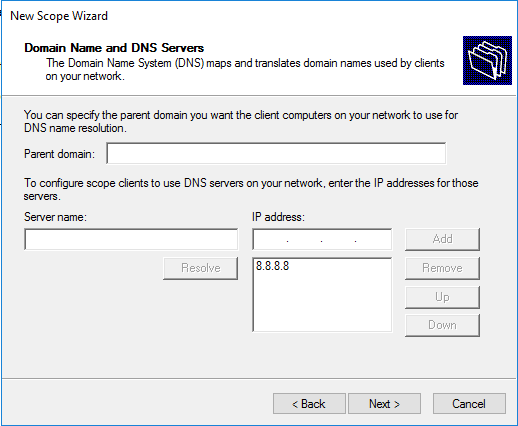 New Scope Wizard
Domain Name and DNS Servers
The Domain Name System (DNS) maps and translates domain names used by clients
on your network.
You can specify the parent domain you want the client computers on your network to use for
DNS name resolution.
Parent domain:
To configure scope clients to use DNS servers on your network, enter the IP addresses for those
servers.
Server name:
IP address:
. . .
Add
Resolve
8.8.8.8
Remove
Up
Down
< Back
Next >
Cancel